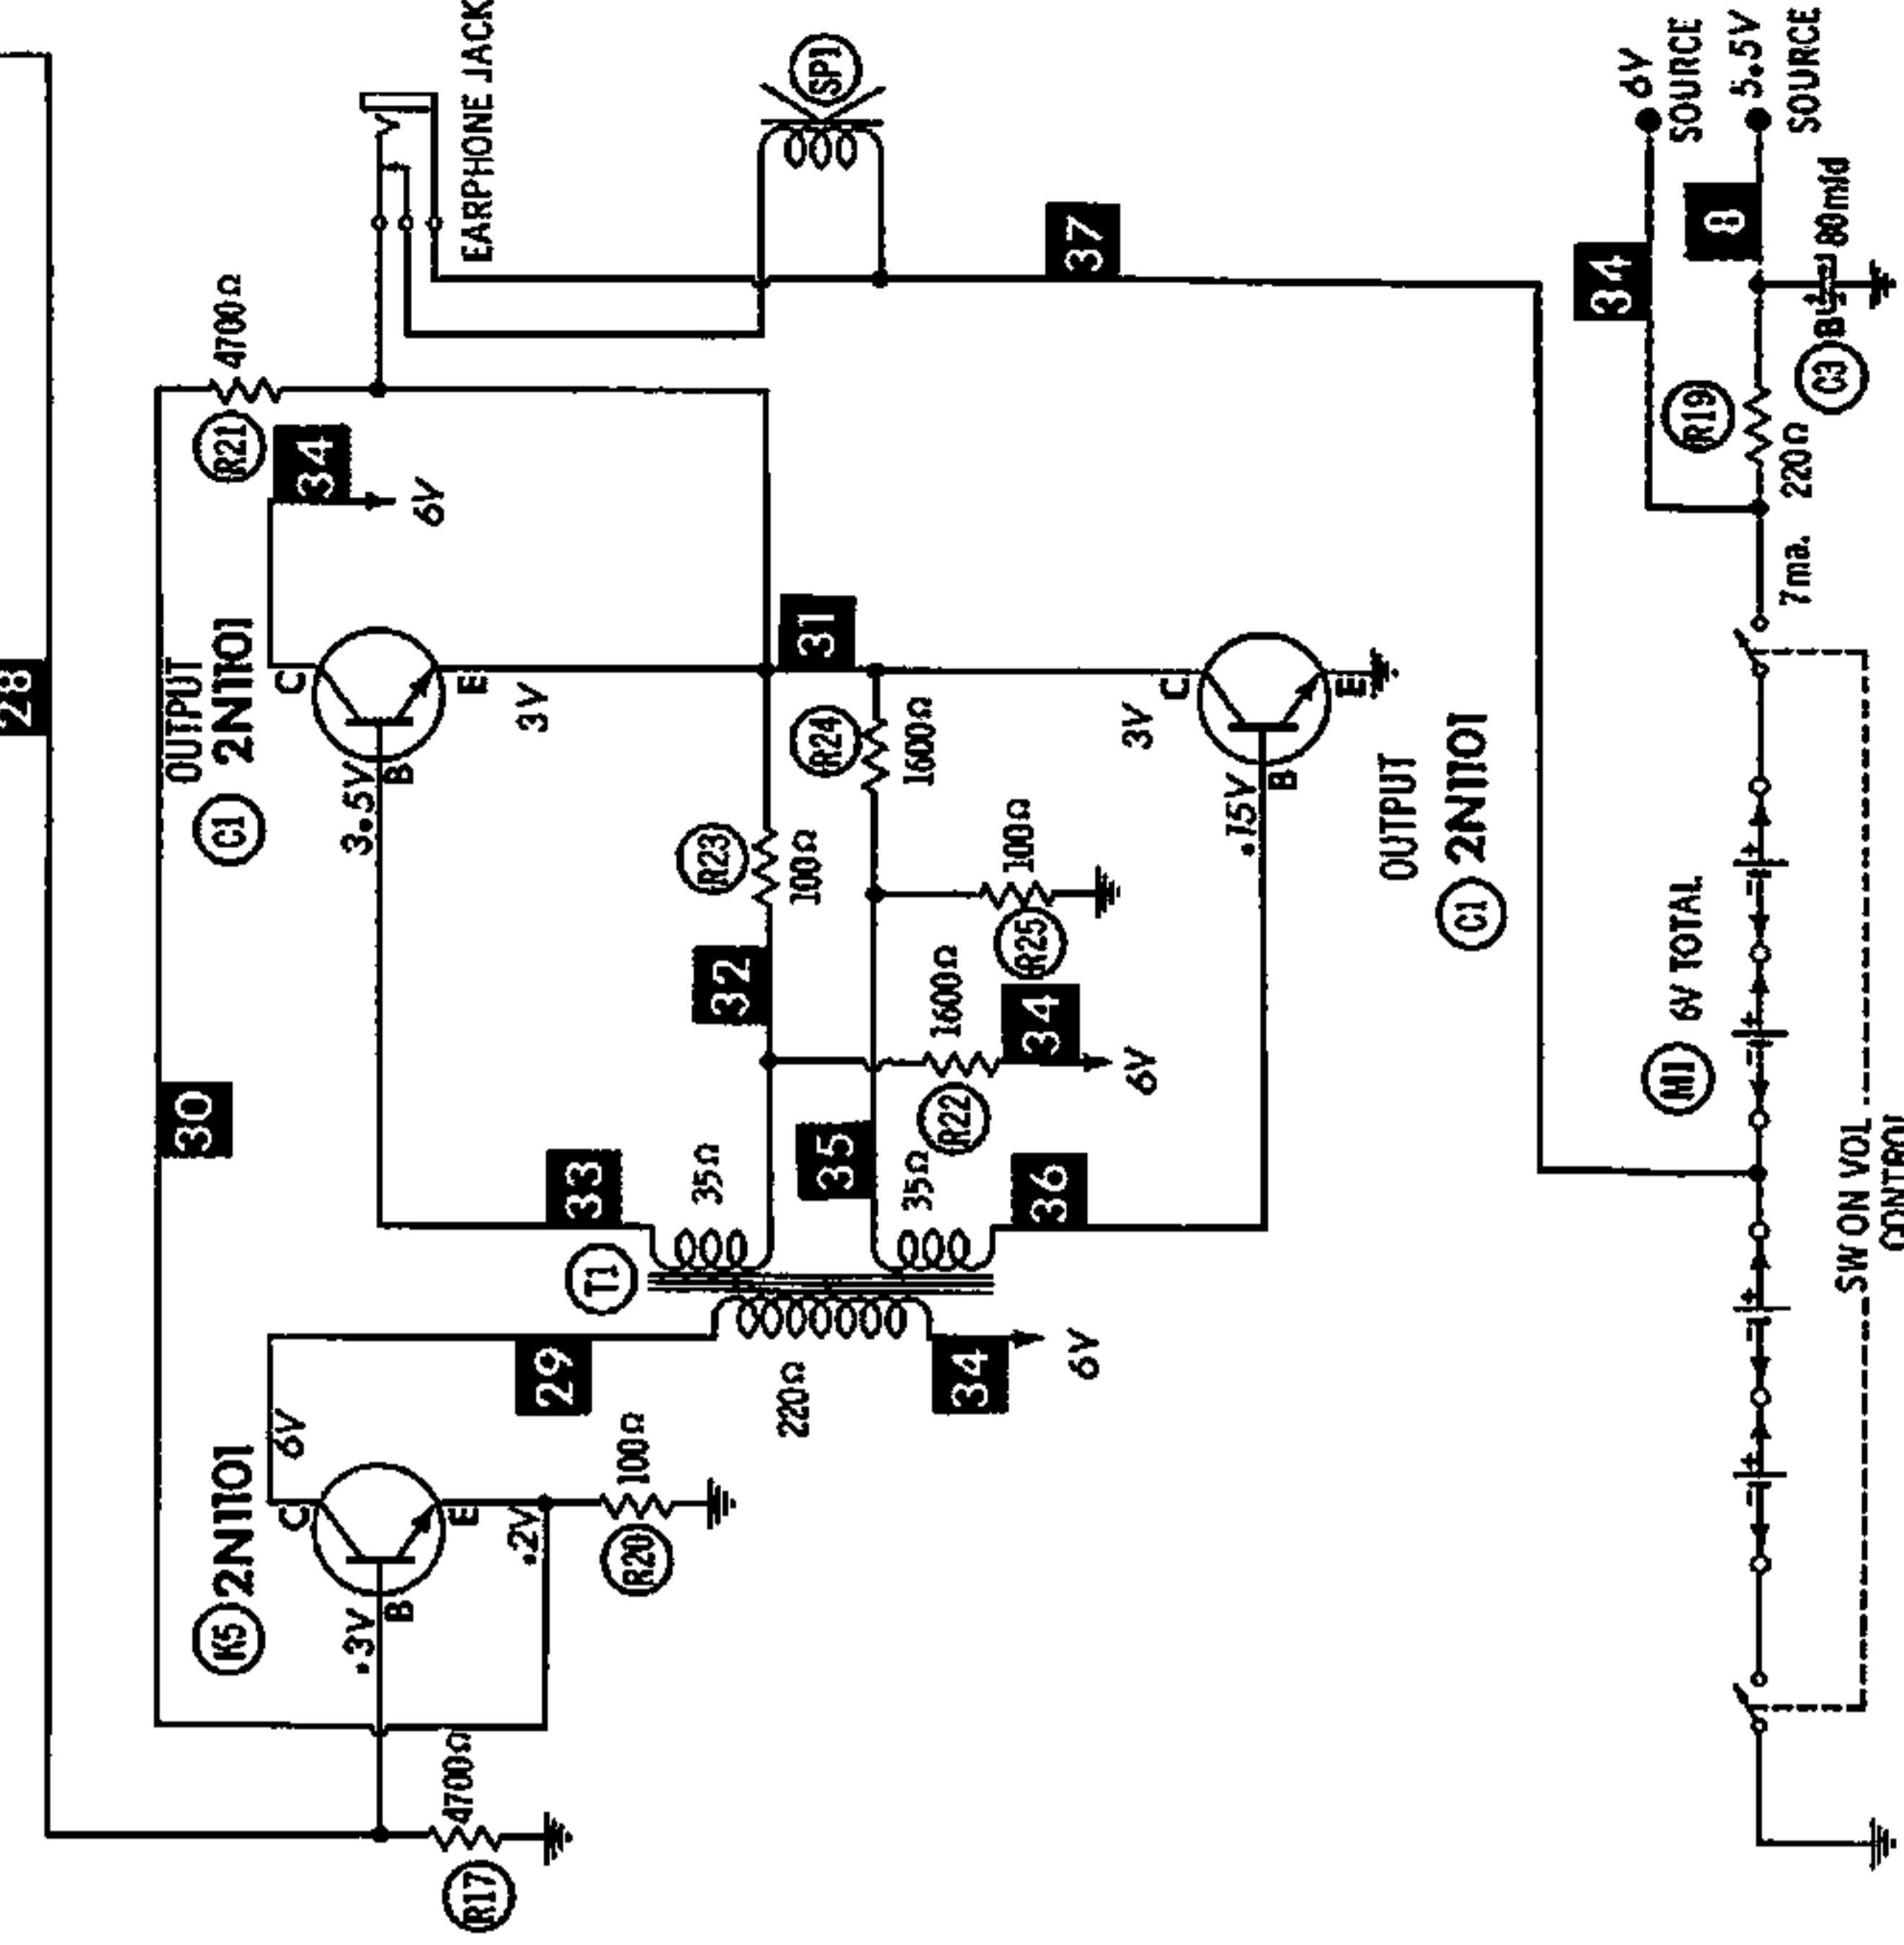 28
EARPHONE JACK
SP1
37
4700Ω
R21
34
6V
6V
SOURCE
5.5V
SOURCE
8
34
80mfd
B
C3
R19
220Ω
7ma.
OUTPUT
2N1101
C1
C
E
B
3V
3.5V
31
R24
1600Ω
R23
100Ω
32
100Ω
R25
1600Ω
R22
34
6V
3V
C
E
B
.15V
OUTPUT
2N1101
C1
6V TOTAL
M1
30
33
35Ω
T1
35
35Ω
36
29
220Ω
34
6V
6V
2N1101
K5
C
E
B
.2V
.3V
100Ω
R20
4700Ω
R17
SW ON VOL
CONTROL
+
-
+
-
+
-
+
-